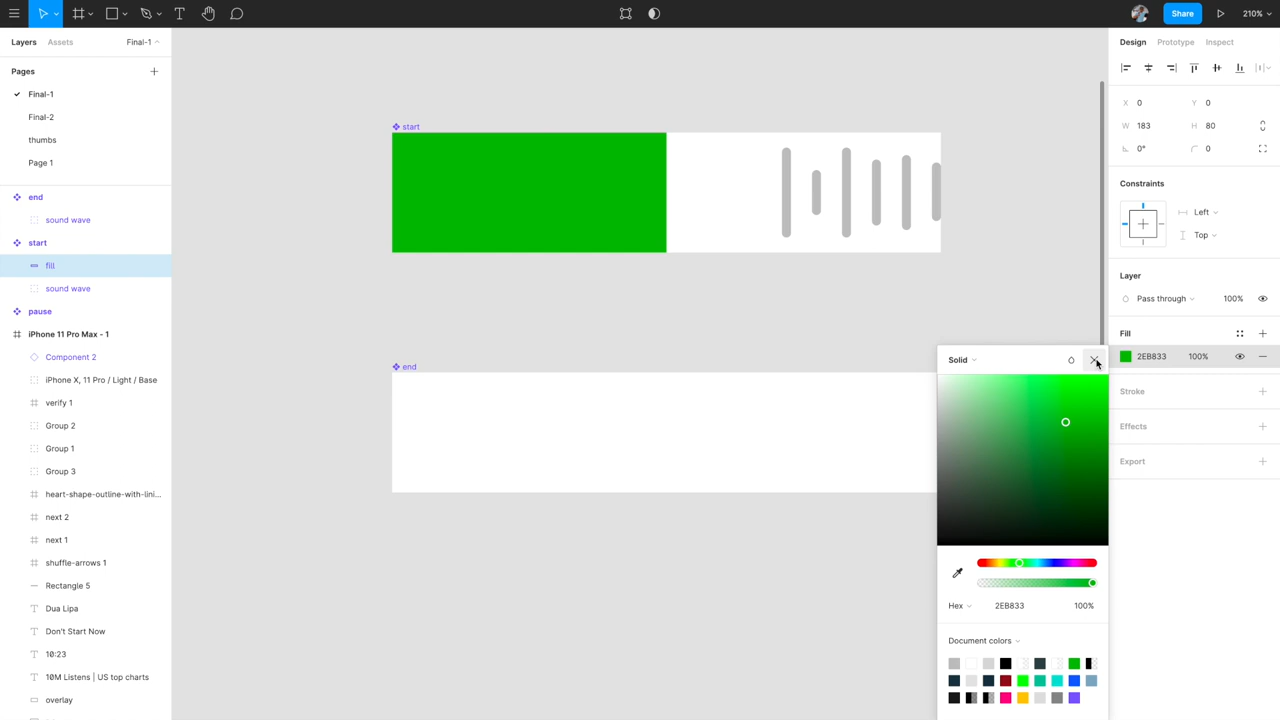 Share
210%
Layers Assets Final-1
Pages
Final-1
Final-2
thumbs
Page 1
end
sound wave
start
fill
sound wave
pause
iPhone 11 Pro Max - 1
Component 2
iPhone X, 11 Pro / Light / Base
verify 1
Group 2
Group 1
Group 3
heart-shape-outline-with-lini...
next 2
next 1
shuffle-arrows 1
Rectangle 5
Dua Lipa
Don't Start Now
10:23
10M Listens | US top charts
overlay
start
end
Solid
Hex 2EB833 100%
Document colors
Design Prototype Inspect
X 0 Y 0
W 183 H 80
0° 0
Constraints
Left
Top
Layer
Pass through 100%
Fill
2EB833 100%
Stroke
Effects
Export